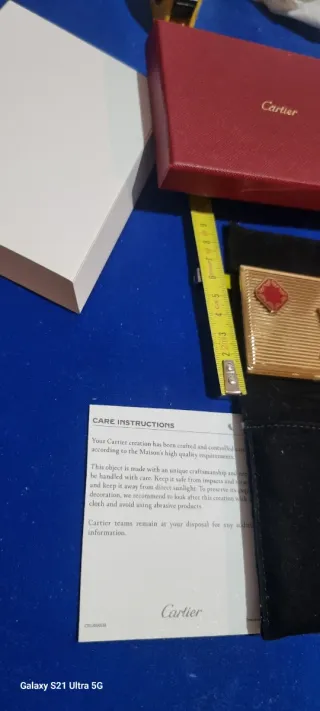 Cartier
CARE INSTRUCTIONS
Your Cartier creation has been crafted and controlled
according to the Maison's high quality requirements.
This object is made with an unique craftsmanship and
be handled with care. Keep it safe from impacts and
and keep it away from direct sunlight. To preserve its
decoration, we recommend to look after this creation with
cloth and avoid using abrasive products.
Cartier teams remain at your disposal for any
information.
Cartier
Galaxy S21 Ultra 5G